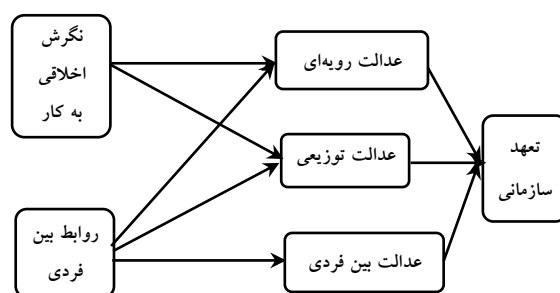 نگرش
اخلاقی
به کار
عدالت رویه‌ای
عدالت توزیعی
تعهد
سازمانی
روابط بین
فردی
عدالت بین فردی